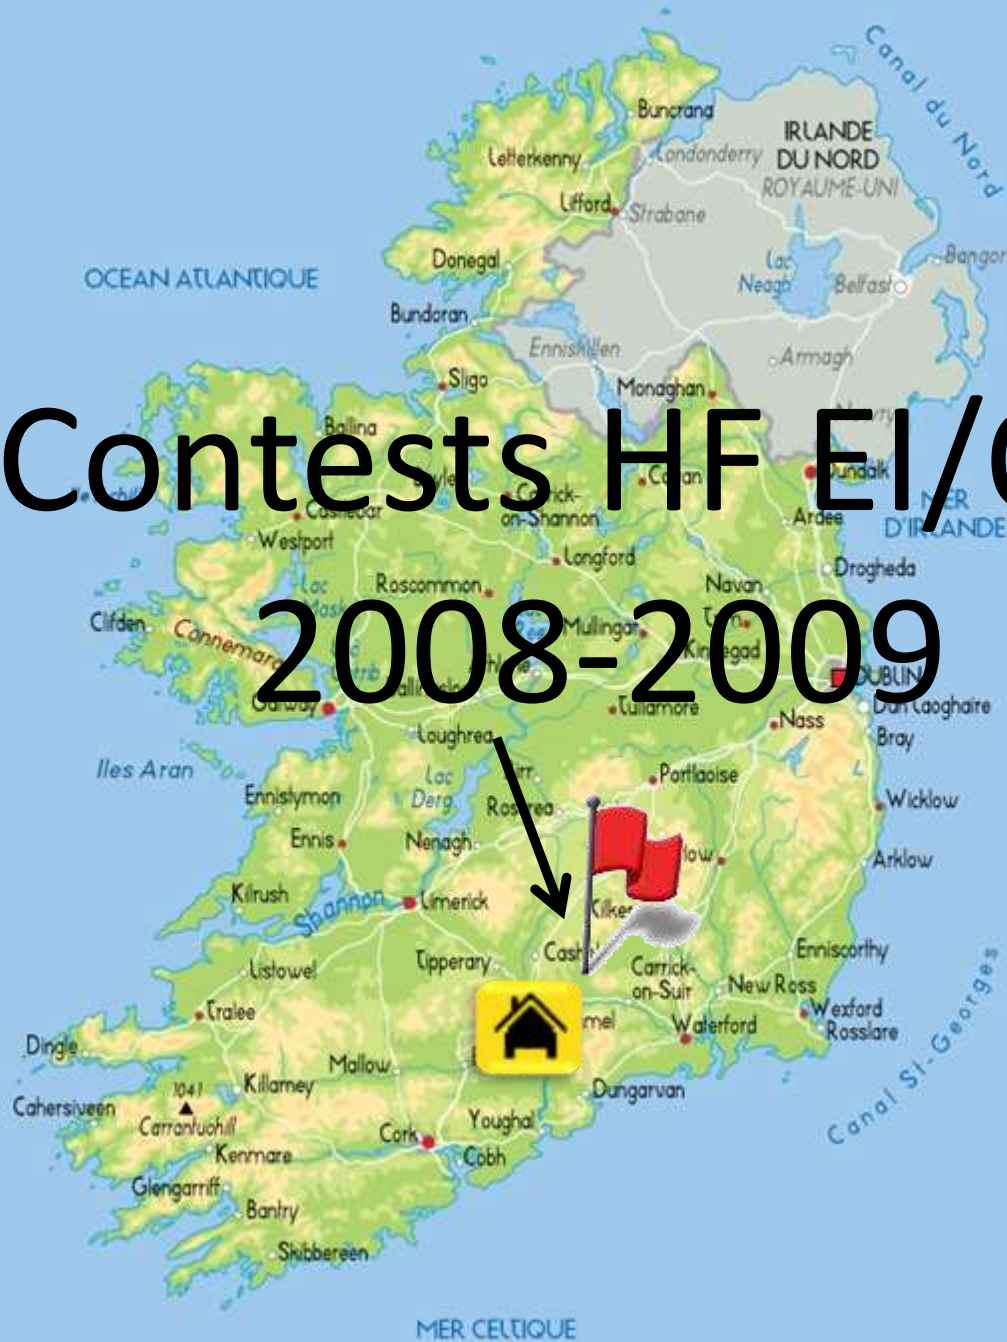 Canal du Nord
Buncrana
IRLANDE
DU NORD
ROYAUME-UNI
Letterkenny
Londonderry
Lifford
Strabane
Donegal
Lac
Neagh
Belfast
Bangor
OCEAN ATLANTIQUE
Bundoran
Enniskillen
Armagh
Sligo
Monaghan
Ballina
Contests HF EI/
Dundalk
Carrick-
on-Shannon
Ardee
MER
D'IRLANDE
Castlebar
Westport
Longford
Drogheda
Lac
Roscommon
Navan
Clifden
Connemara
Mullingar
2008-2009
DUBLIN
Galway
Tullamore
Dun Laoghaire
Nass
Loughrea
Bray
Iles Aran
Lac
Derg
Portlaoise
Ennistymon
Wicklow
Ennis
Nenagh
Arklow
Kilrush
Shannon
Limerick
Listowel
Tipperary
Enniscorthy
Carrick-
on-Suir
New Ross
Tralee
Wexford
Waterford
Rosslare
Dingle
Mallow
Canal St-Georges
1041
Killarney
Dungarvan
Cahersiveen
Carrantuohill
Youghal
Cork
Kenmare
Cobh
Glengarriff
Bantry
Skibbereen
MER CELTIQUE